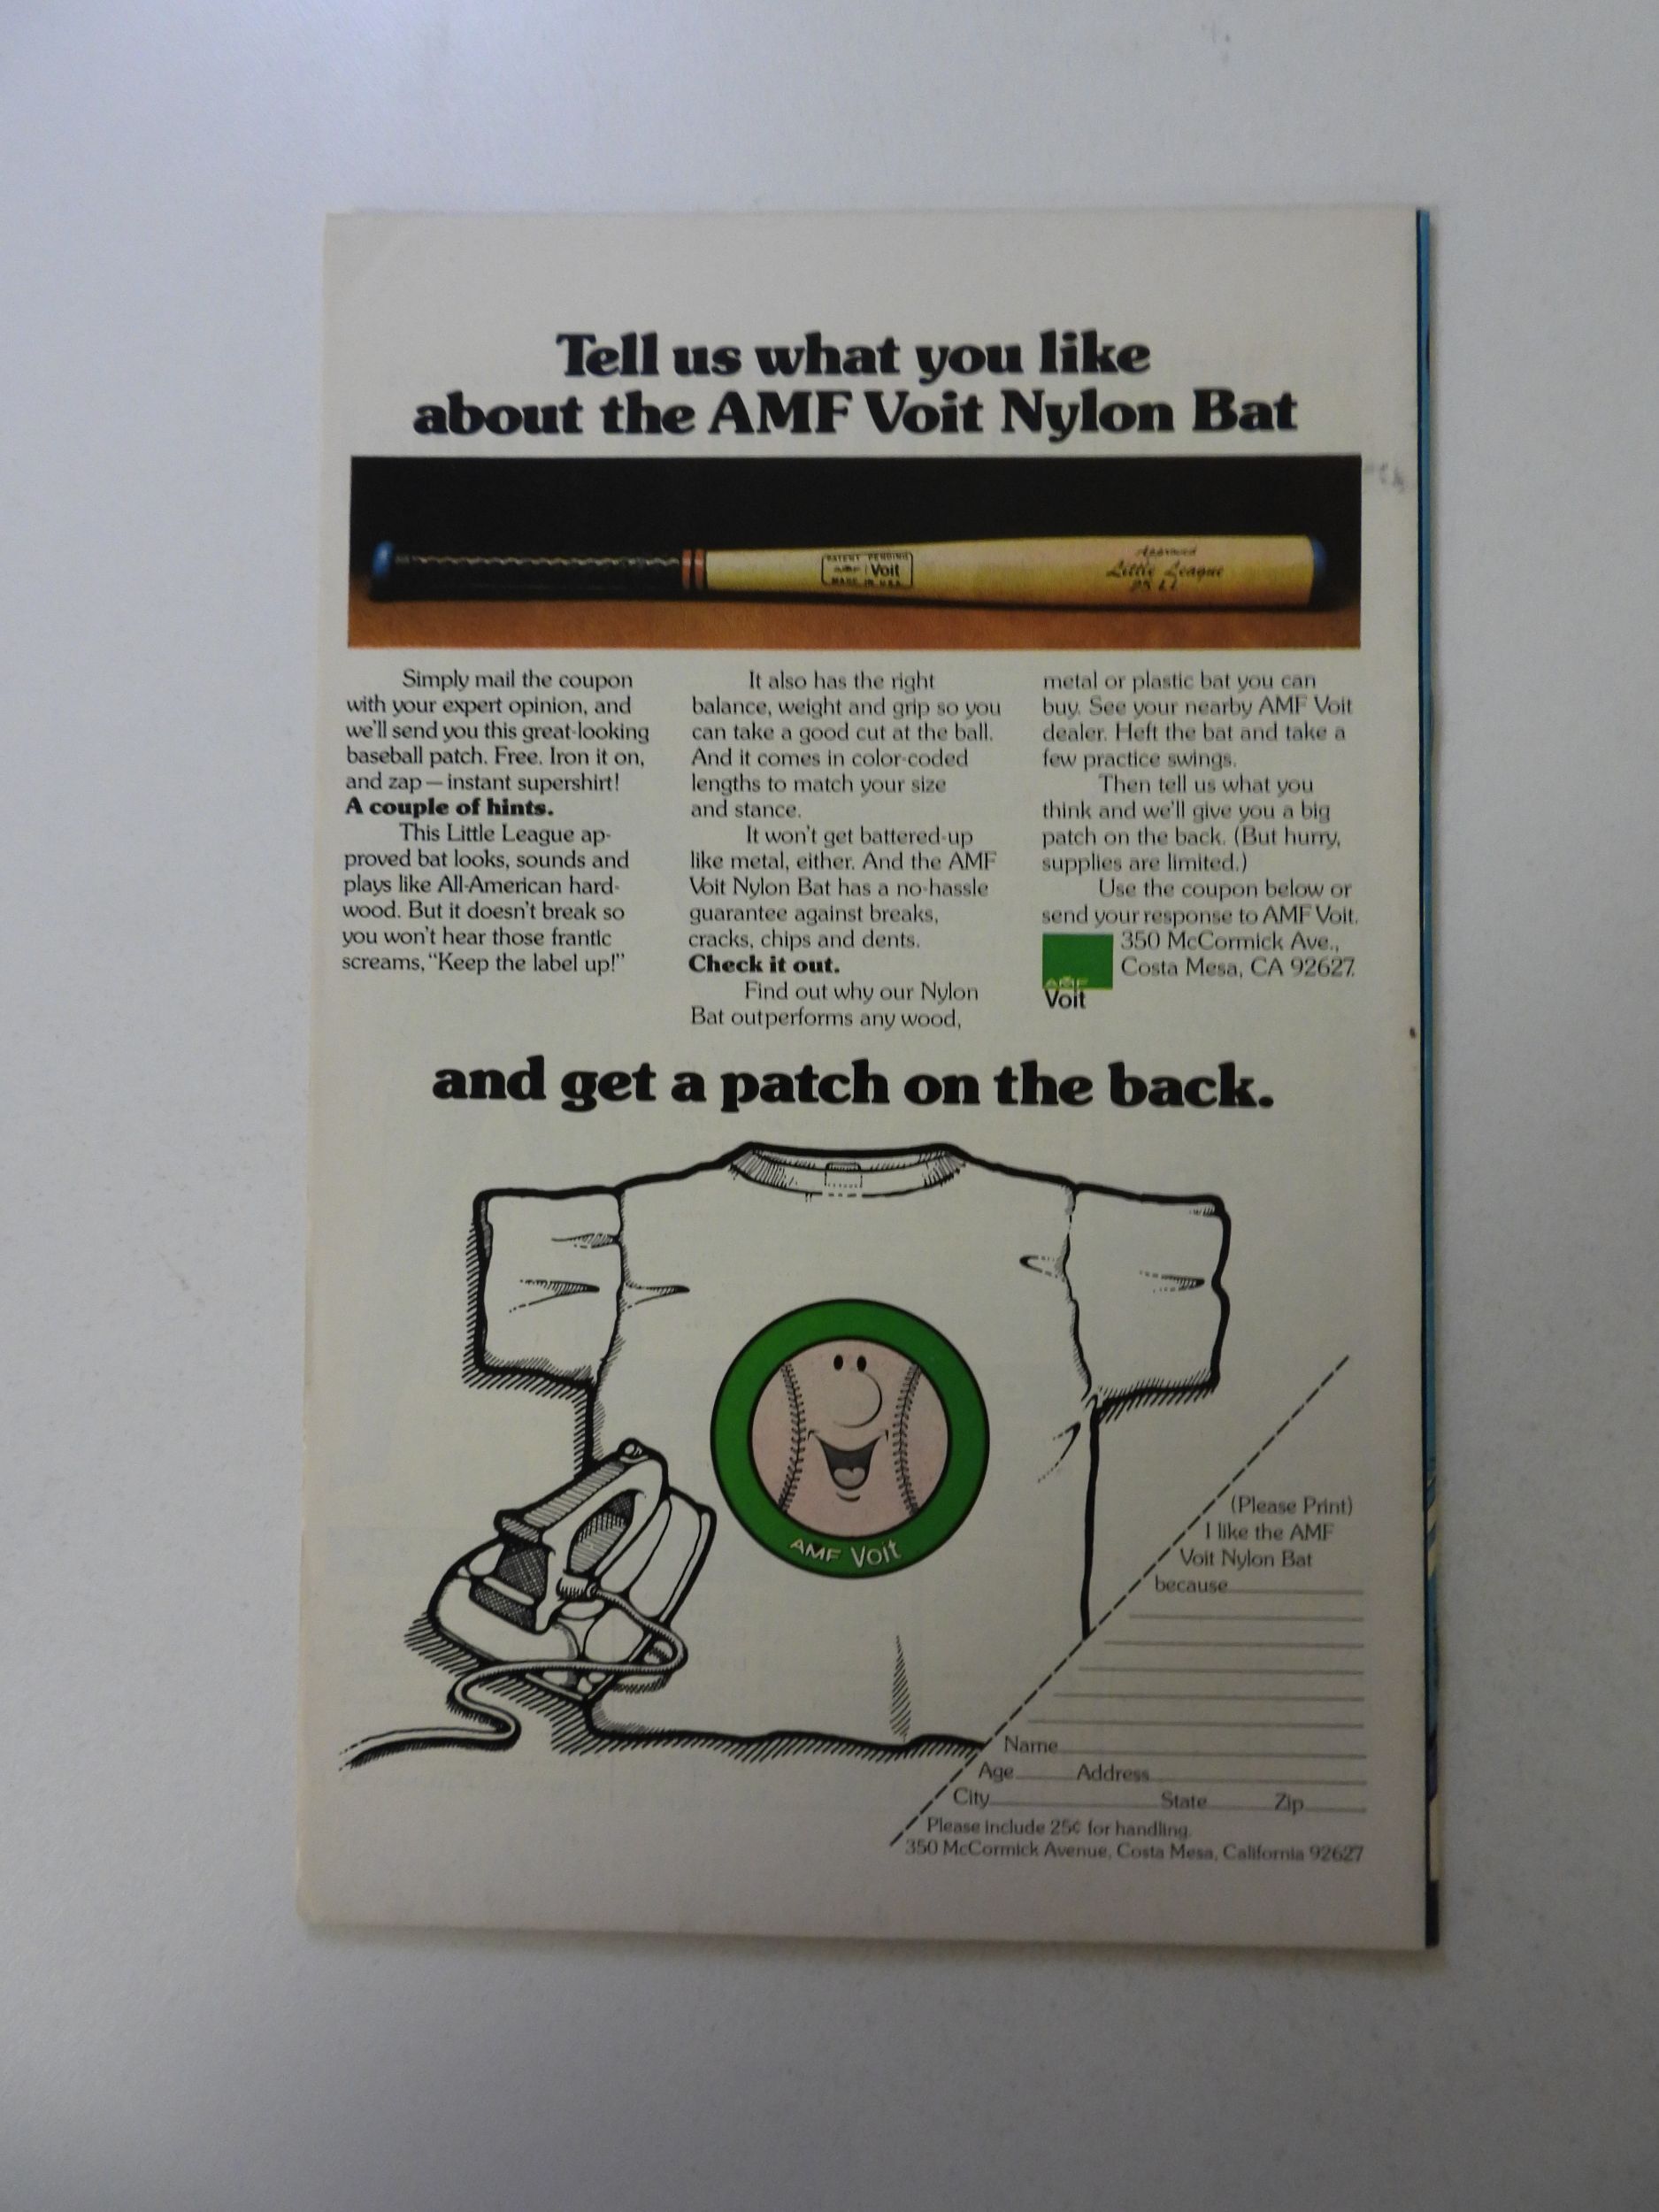 Tell us what you like
about the AMF Voit Nylon Bat
PATENT PENDING
AMF Voit
MADE IN U.S.A.
Approved
Little League
Simply mail the coupon
with your expert opinion, and
we'll send you this great-looking
baseball patch. Free. Iron it on,
and zap — instant supershirt!
A couple of hints.
This Little League ap-
proved bat looks, sounds and
plays like All-American hard-
wood. But it doesn't break so
you won't hear those frantic
screams, "Keep the label up!"
It also has the right
balance, weight and grip so you
can take a good cut at the ball.
And it comes in color-coded
lengths to match your size
and stance.
It won't get battered-up
like metal, either. And the AMF
Voit Nylon Bat has a no-hassle
guarantee against breaks,
cracks, chips and dents.
Check it out.
Find out why our Nylon
Bat outperforms any wood,
metal or plastic bat you can
buy. See your nearby AMF Voit
dealer. Heft the bat and take a
few practice swings.
Then tell us what you
think and we'll give you a big
patch on the back. (But hurry,
supplies are limited.)
Use the coupon below or
send your response to AMF Voit.
350 McCormick Ave.,
Costa Mesa, CA 92627.
AMF
Voit
and get a patch on the back.
AMF Voit
(Please Print)
I like the AMF
Voit Nylon Bat
because
Name
Age Address
City State Zip
Please include 25¢ for handling.
350 McCormick Avenue, Costa Mesa, California 92627